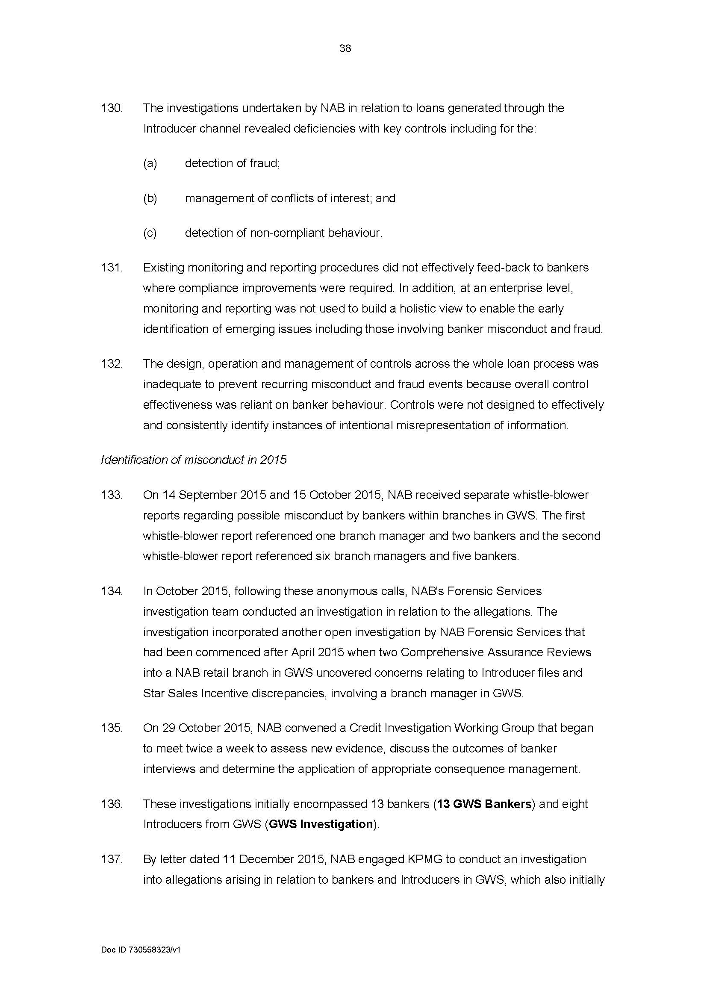 38
130. The investigations undertaken by NAB in relation to loans generated through the
Introducer channel revealed deficiencies with key controls including for the:
(a) detection of fraud;
(b) management of conflicts of interest; and
(c) detection of non-compliant behaviour.
131. Existing monitoring and reporting procedures did not effectively feed-back to bankers
where compliance improvements were required. In addition, at an enterprise level,
monitoring and reporting was not used to build a holistic view to enable the early
identification of emerging issues including those involving banker misconduct and fraud.
132. The design, operation and management of controls across the whole loan process was
inadequate to prevent recurring misconduct and fraud events because overall control
effectiveness was reliant on banker behaviour. Controls were not designed to effectively
and consistently identify instances of intentional misrepresentation of information.
Identification of misconduct in 2015
133. On 14 September 2015 and 15 October 2015, NAB received separate whistle-blower
reports regarding possible misconduct by bankers within branches in GWS. The first
whistle-blower report referenced one branch manager and two bankers and the second
whistle-blower report referenced six branch managers and five bankers.
134. In October 2015, following these anonymous calls, NAB's Forensic Services
investigation team conducted an investigation in relation to the allegations. The
investigation incorporated another open investigation by NAB Forensic Services that
had been commenced after April 2015 when two Comprehensive Assurance Reviews
into a NAB retail branch in GWS uncovered concerns relating to Introducer files and
Star Sales Incentive discrepancies, involving a branch manager in GWS.
135. On 29 October 2015, NAB convened a Credit Investigation Working Group that began
to meet twice a week to assess new evidence, discuss the outcomes of banker
interviews and determine the application of appropriate consequence management.
136. These investigations initially encompassed 13 bankers (13 GWS Bankers) and eight
Introducers from GWS (GWS Investigation).
137. By letter dated 11 December 2015, NAB engaged KPMG to conduct an investigation
into allegations arising in relation to bankers and Introducers in GWS, which also initially
Doc ID 730558323/v1